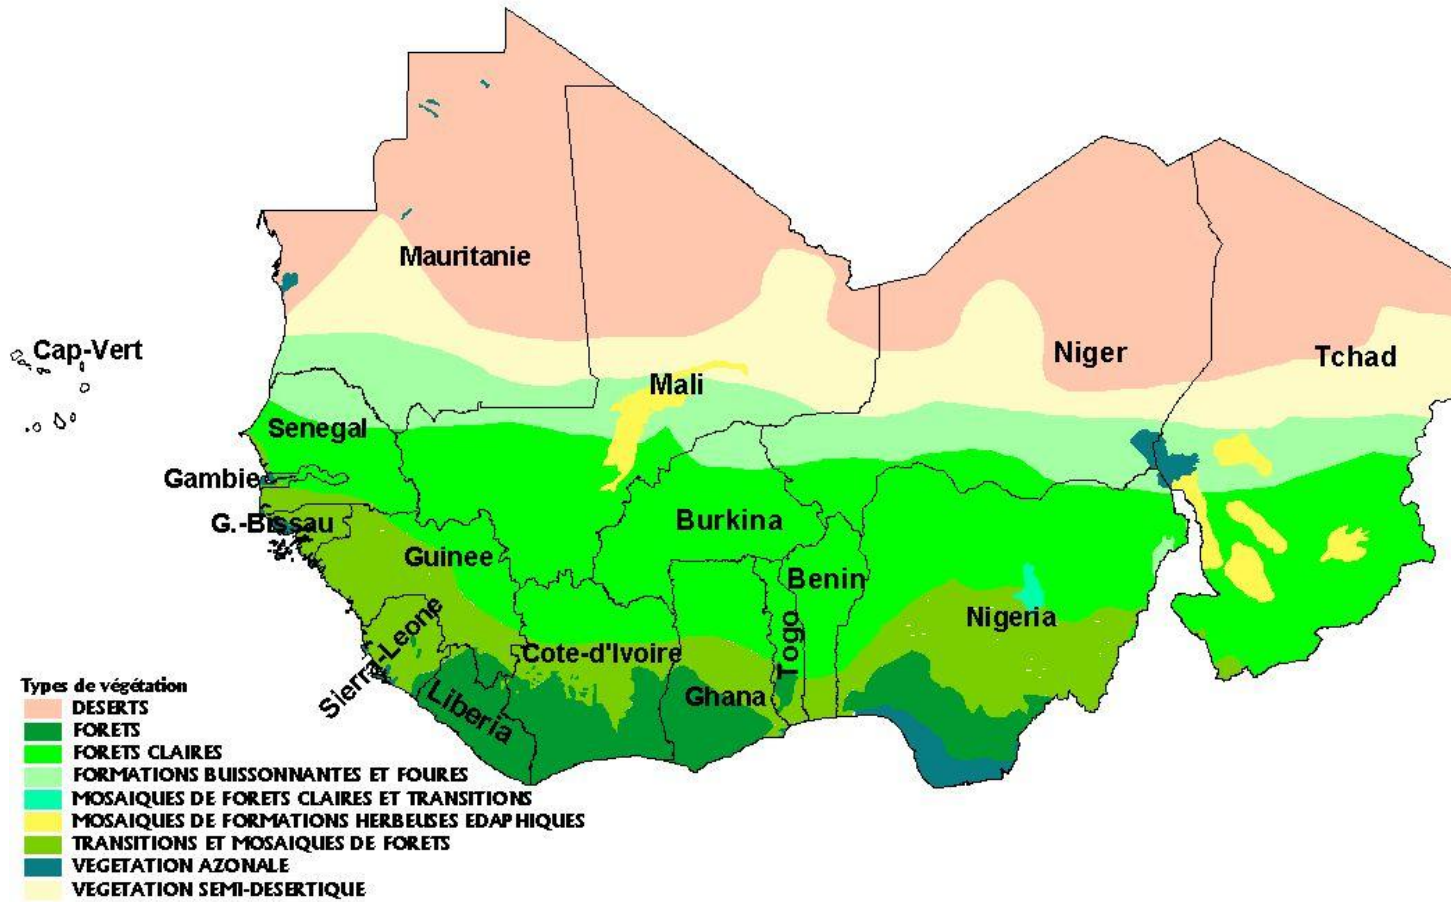 Mauritanie
Cap-Vert
Mali
Niger
Tchad
Senegal
Gambie
G.-Bissau
Burkina
Guinee
Benin
Nigeria
Sierra-Leone
Cote-d'Ivoire
Togo
Ghana
Liberia
Types de végétation
DESERTS
FORETS
FORETS CLAIRES
FORMATIONS BUISSONNANTES ET FOURES
MOSAIQUES DE FORETS CLAIRES ET TRANSITIONS
MOSAIQUES DE FORMATIONS HERBEUSES EDAPHIQUES
TRANSITIONS ET MOSAIQUES DE FORETS
VEGETATION AZONALE
VEGETATION SEMI-DESERTIQUE